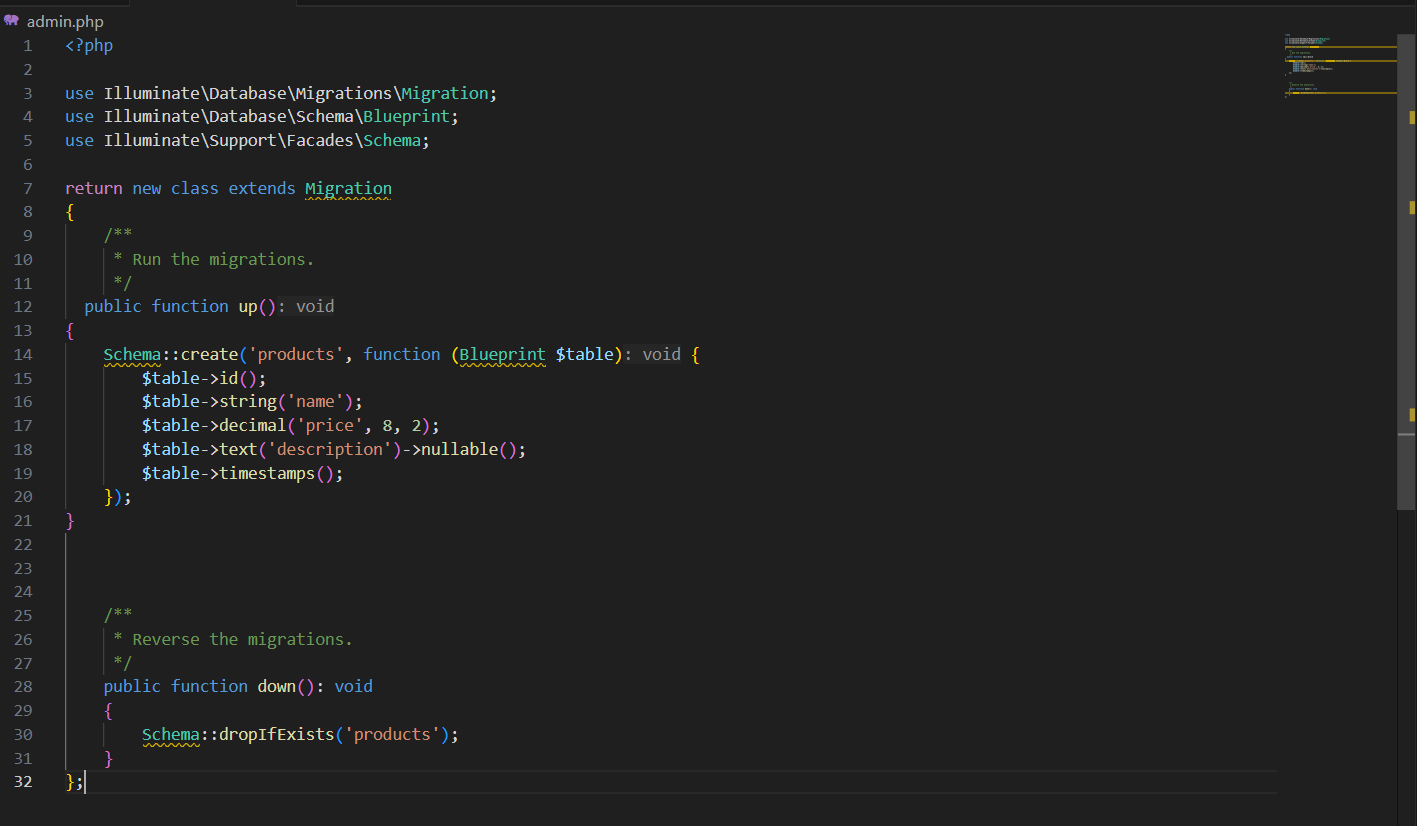 admin.php
1 <?php
2
3 use Illuminate\Database\Migrations\Migration;
4 use Illuminate\Database\Schema\Blueprint;
5 use Illuminate\Support\Facades\Schema;
6
7 return new class extends Migration
8 {
9     /**
10      * Run the migrations.
11      */
12   public function up(): void
13 {
14     Schema::create('products', function (Blueprint $table): void {
15         $table->id();
16         $table->string('name');
17         $table->decimal('price', 8, 2);
18         $table->text('description')->nullable();
19         $table->timestamps();
20     });
21 }
22
23
24
25     /**
26      * Reverse the migrations.
27      */
28     public function down(): void
29     {
30         Schema::dropIfExists('products');
31     }
32 };